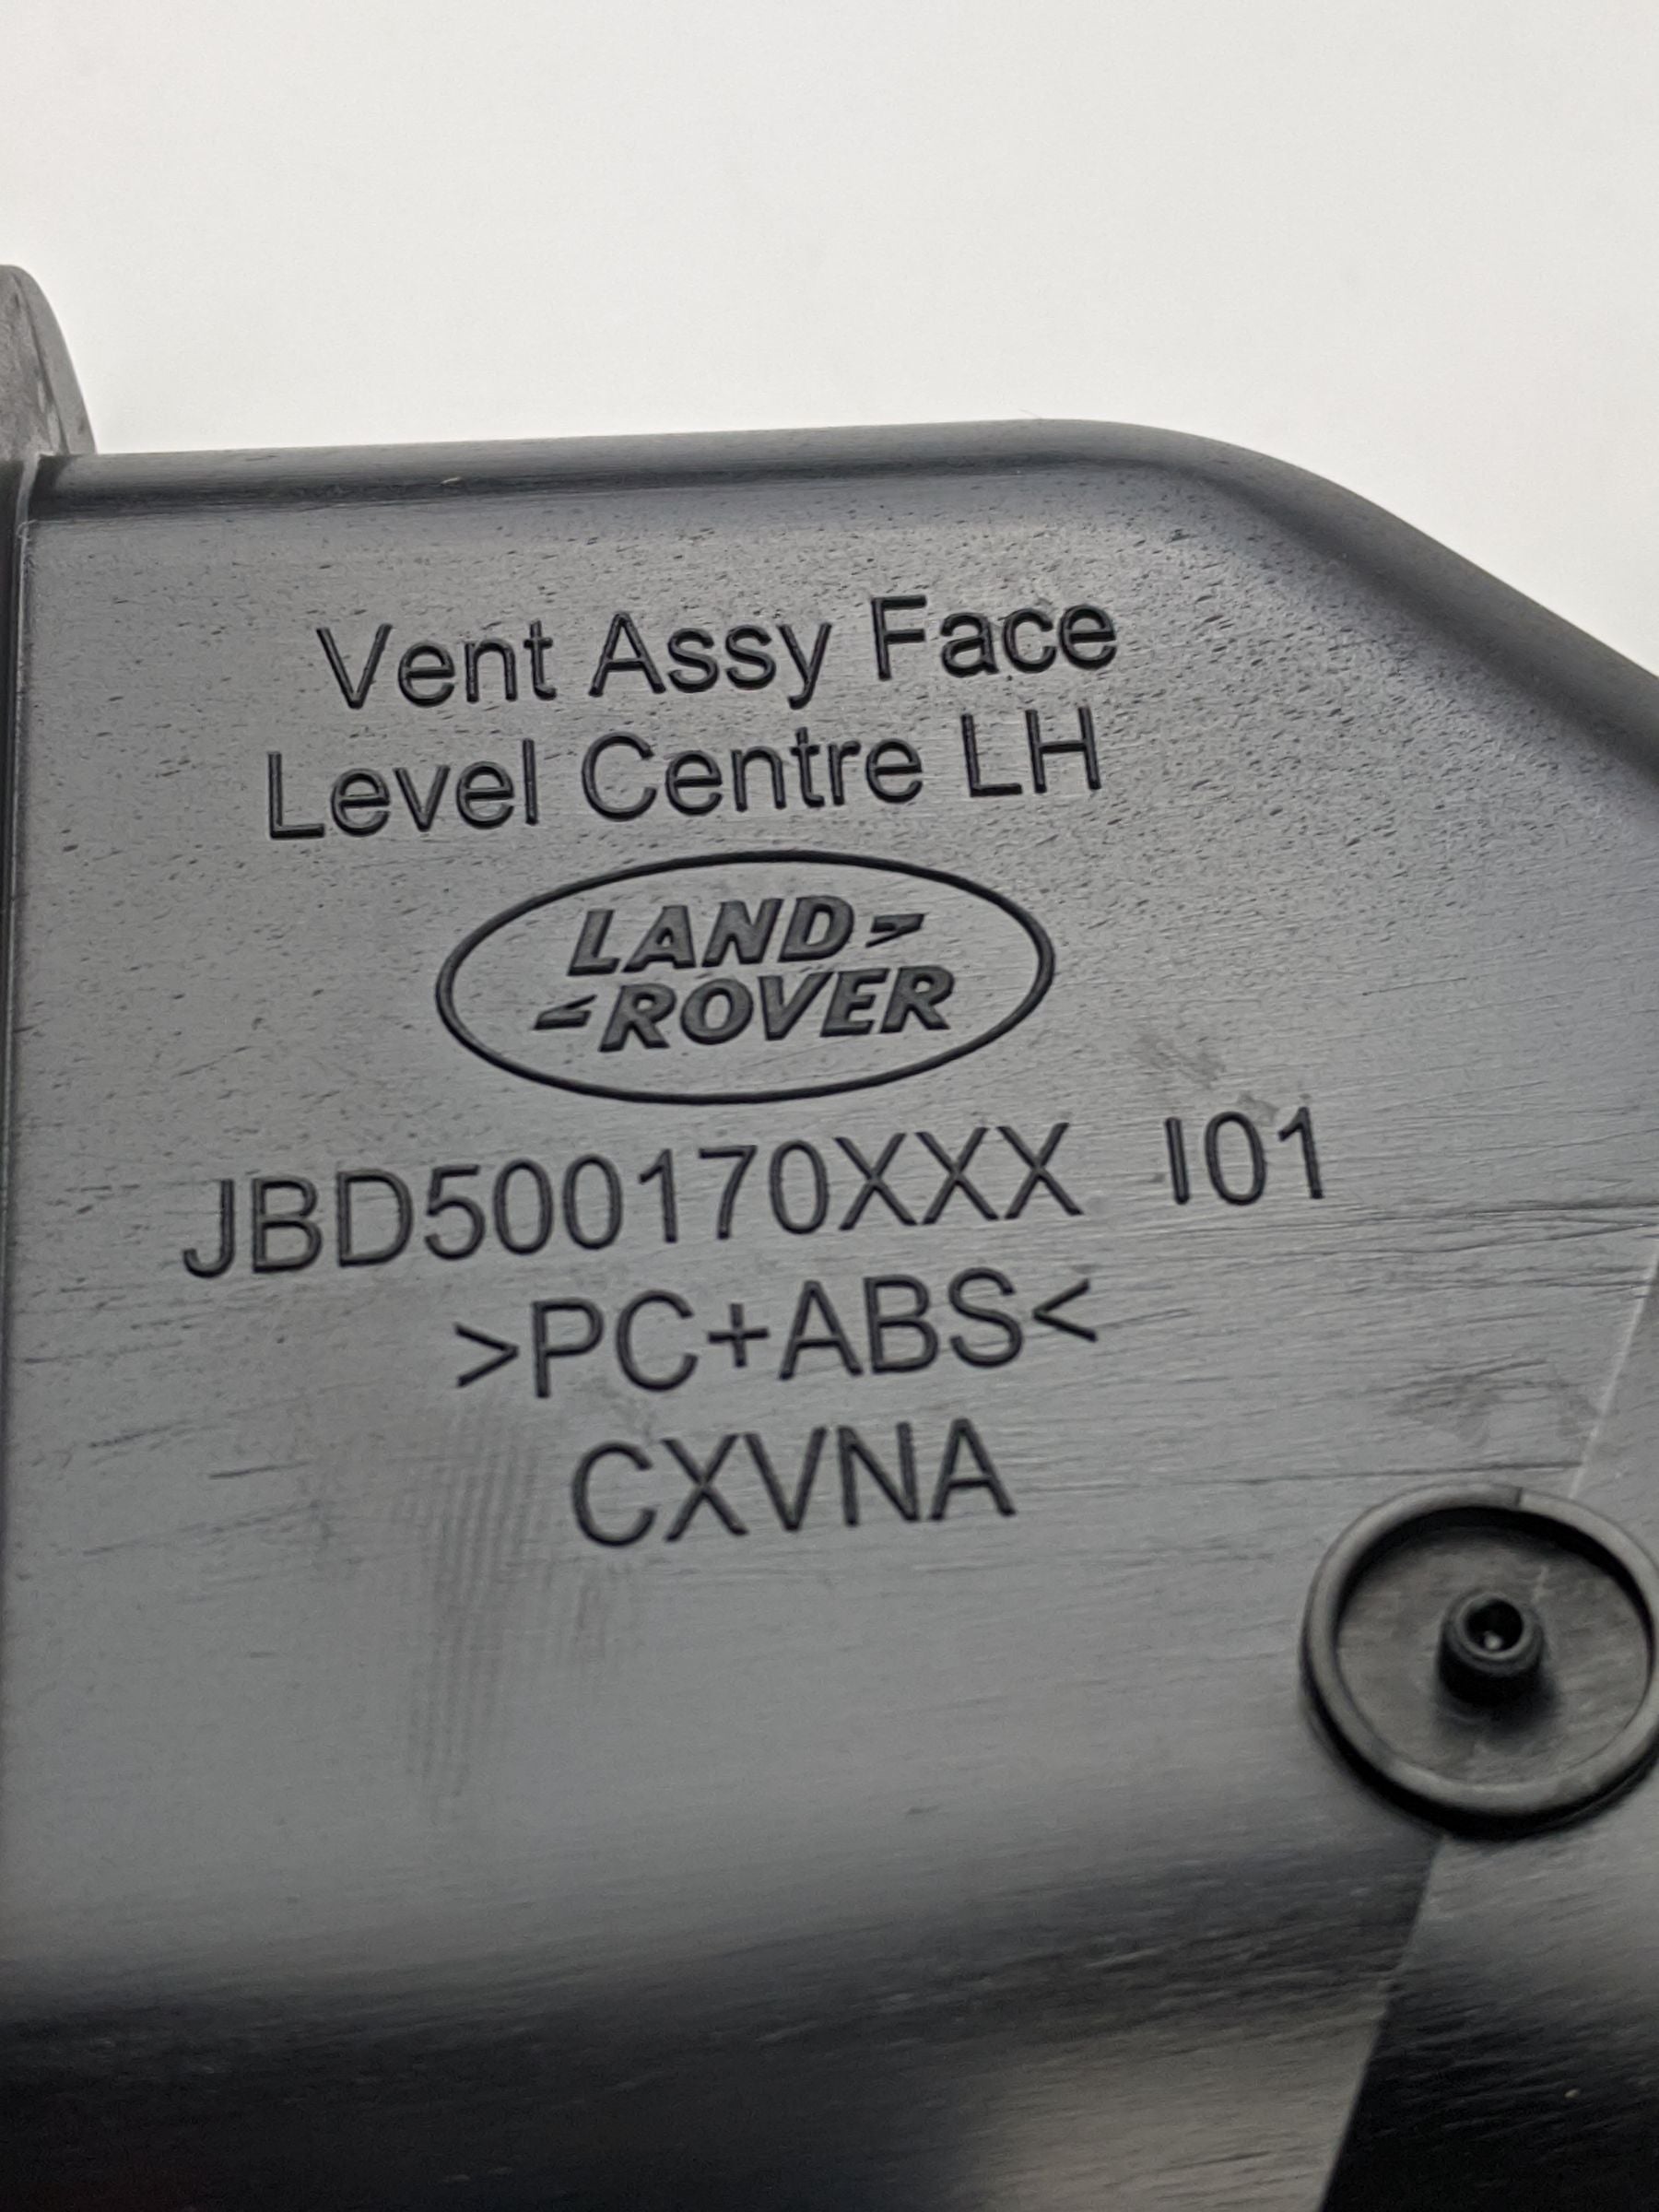 Vent Assy Face
Level Centre LH
LAND
ROVER
JBD500170XXX I01
>PC+ABS<
CXVNA